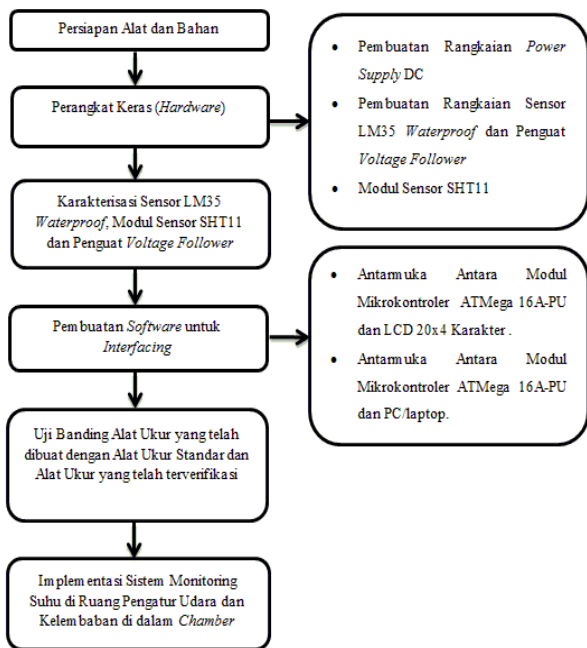 Persiapan Alat dan Bahan
Perangkat Keras (Hardware)
• Pembuatan Rangkaian Power
Supply DC
• Pembuatan Rangkaian Sensor
LM35 Waterproof dan Penguat
Voltage Follower
• Modul Sensor SHT11
Karakterisasi Sensor LM35
Waterproof, Modul Sensor SHT11
dan Penguat Voltage Follower
Pembuatan Software untuk
Interfacing
• Antarmuka Antara Modul
Mikrokontroler ATMega 16A-PU
dan LCD 20x4 Karakter .
• Antarmuka Antara Modul
Mikrokontroler ATMega 16A-PU
dan PC/laptop.
Uji Banding Alat Ukur yang telah
dibuat dengan Alat Ukur Standar dan
Alat Ukur yang telah terverifikasi
Implementasi Sistem Monitoring
Suhu di Ruang Pengatur Udara dan
Kelembaban di dalam Chamber